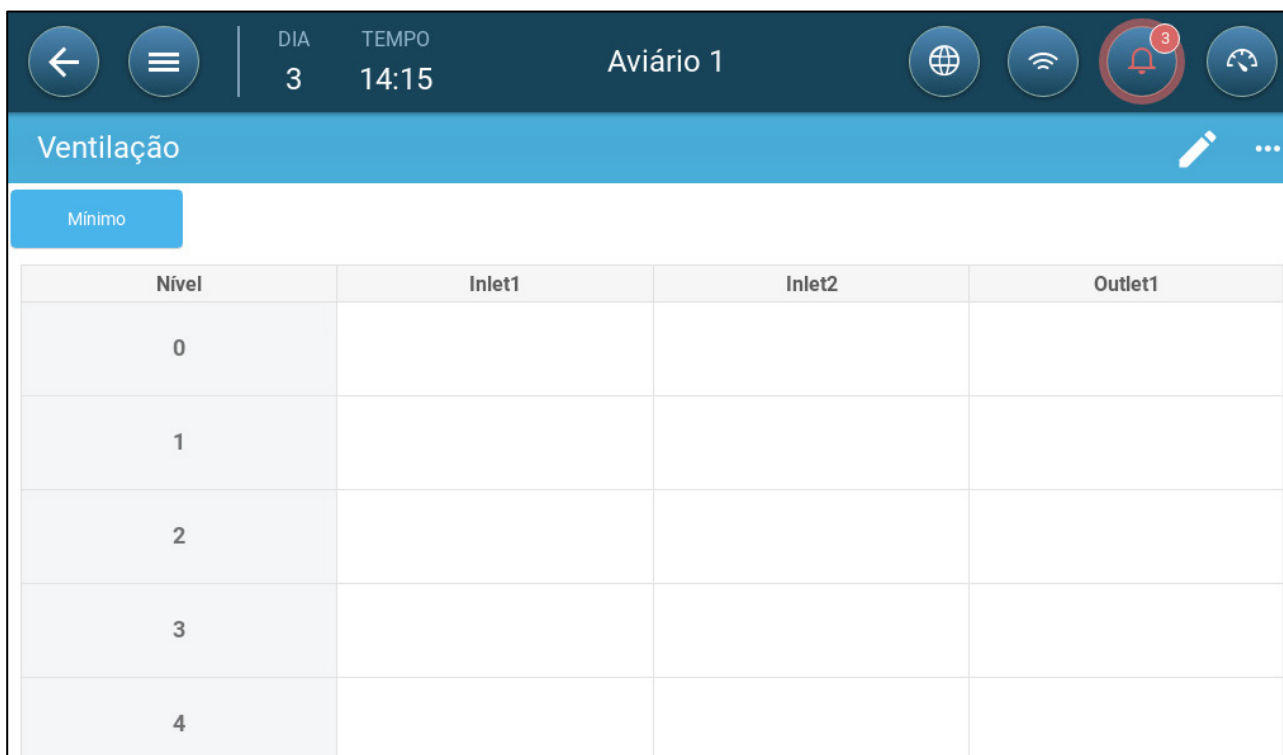 DIA TEMPO
3 14:15 Aviário 1 3
Ventilação
Mínimo
Nível Inlet1 Inlet2 Outlet1
0
1
2
3
4